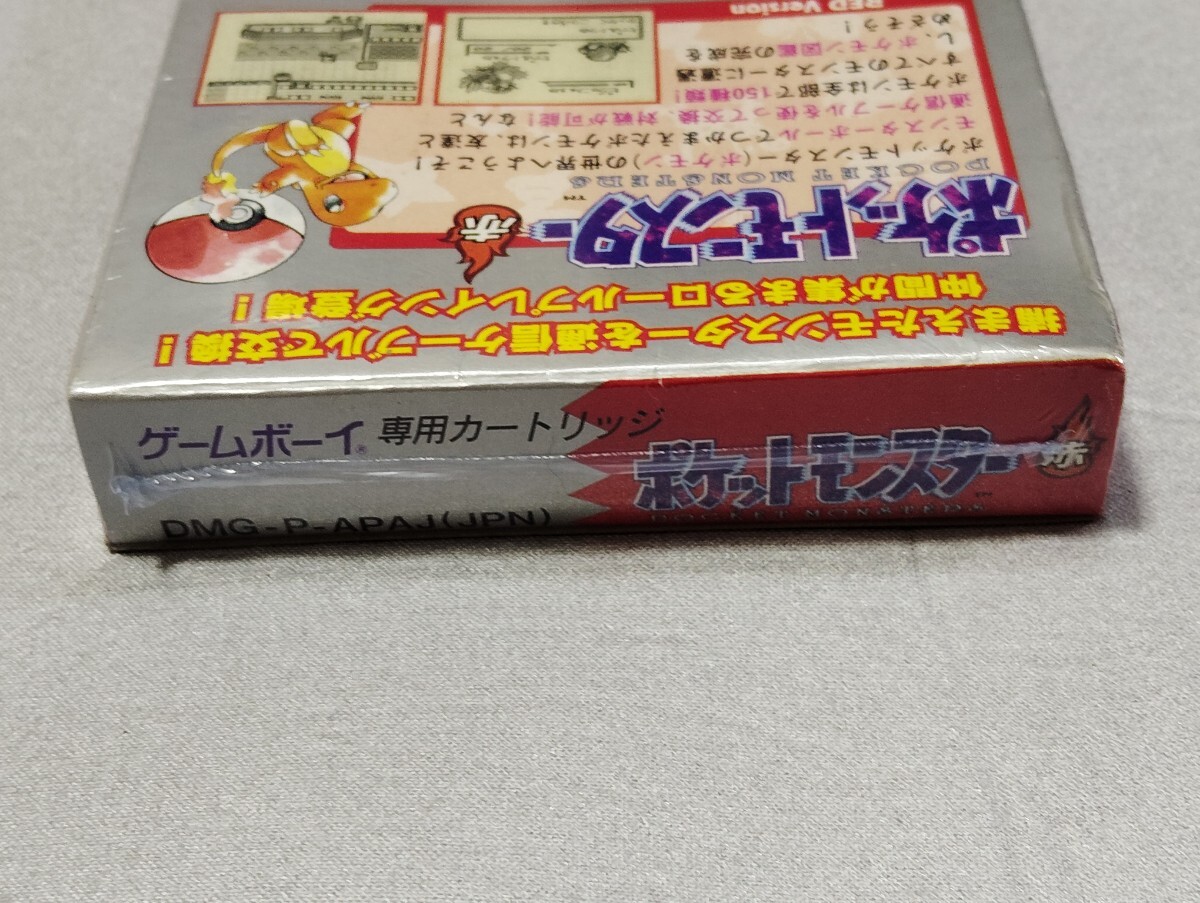 捕まえたモンスターを通信ケーブルで交換!
仲間が集まるロールプレイング登場!
ポケットモンスター 赤
TM
POCKET MONSTERS
ポケットモンスター(ポケモン)の世界へようこそ!
モンスターボールでつかまえたポケモンは、友達と
通信ケーブルを使って交換、対戦が可能!なんと
ポケモンは全部で150種類!
すべてのモンスターに遭遇
し、ポケモン図鑑の完成を
めざそう!
RED Version
ゲームボーイ® 専用カートリッジ
DMG-P-APAJ(JPN)
ポケットモンスター 赤
TM
POCKET MONSTERS